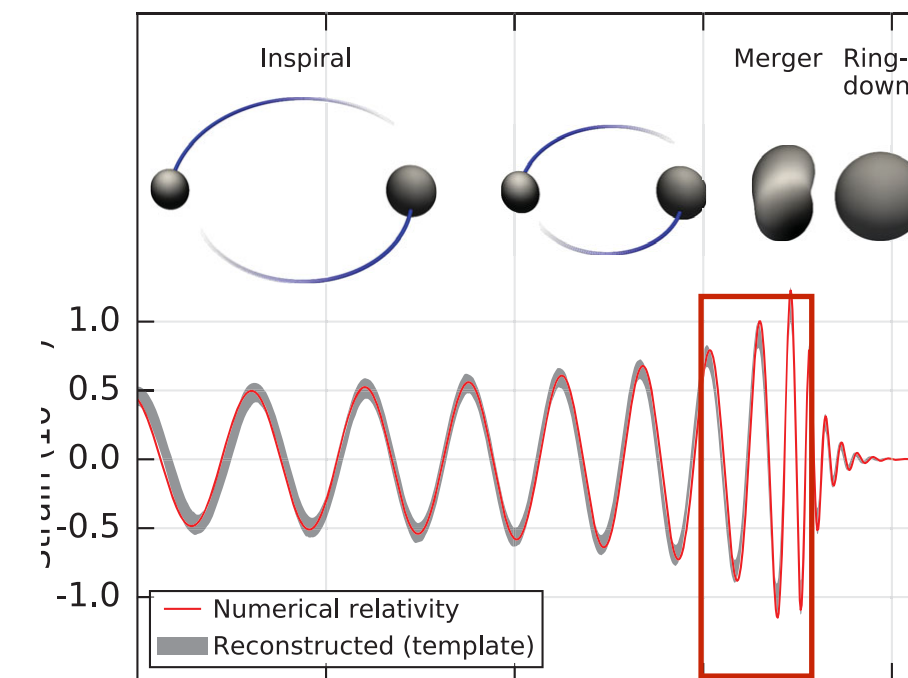 Inspiral
Merger
Ring-
down
1.0
0.5
0.0
-0.5
-1.0
Numerical relativity
Reconstructed (template)